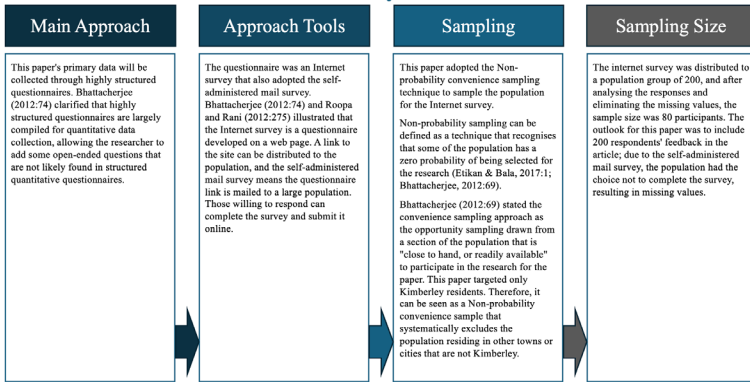 Main Approach
This paper's primary data will be
collected through highly structured
questionnaires. Bhattacherjee
(2012:74) clarified that highly
structured questionnaires are largely
compiled for quantitative data
collection, allowing the researcher to
add some open-ended questions that
are not likely found in structured
quantitative questionnaires.
Approach Tools
The questionnaire was an Internet
survey that also adopted the self-
administered mail survey.
Bhattacherjee (2012:74) and Roopa
and Rani (2012:275) illustrated that
the Internet survey is a questionnaire
developed on a web page. A link to
the site can be distributed to the
population, and the self-administered
mail survey means the questionnaire
link is mailed to a large population.
Those willing to respond can
complete the survey and submit it
online.
Sampling
This paper adopted the Non-
probability convenience sampling
technique to sample the population
for the Internet survey.
Non-probability sampling can be
defined as a technique that recognises
that some of the population has a
zero probability of being selected for
the research (Etikan & Bala, 2017:1;
Bhattacherjee, 2012:69).
Bhattacherjee (2012:69) stated the
convenience sampling approach as
the opportunity sampling drawn from
a section of the population that is
"close to hand, or readily available"
to participate in the research for the
paper. This paper targeted only
Kimberley residents. Therefore, it
can be seen as a Non-probability
convenience sample that
systematically excludes the
population residing in other towns or
cities that are not Kimberley.
Sampling Size
The internet survey was distributed to
a population group of 200, and after
analysing the responses and
eliminating the missing values, the
sample size was 80 participants. The
outlook for this paper was to include
200 respondents' feedback in the
article; due to the self-administered
mail survey, the population had the
choice not to complete the survey,
resulting in missing values.